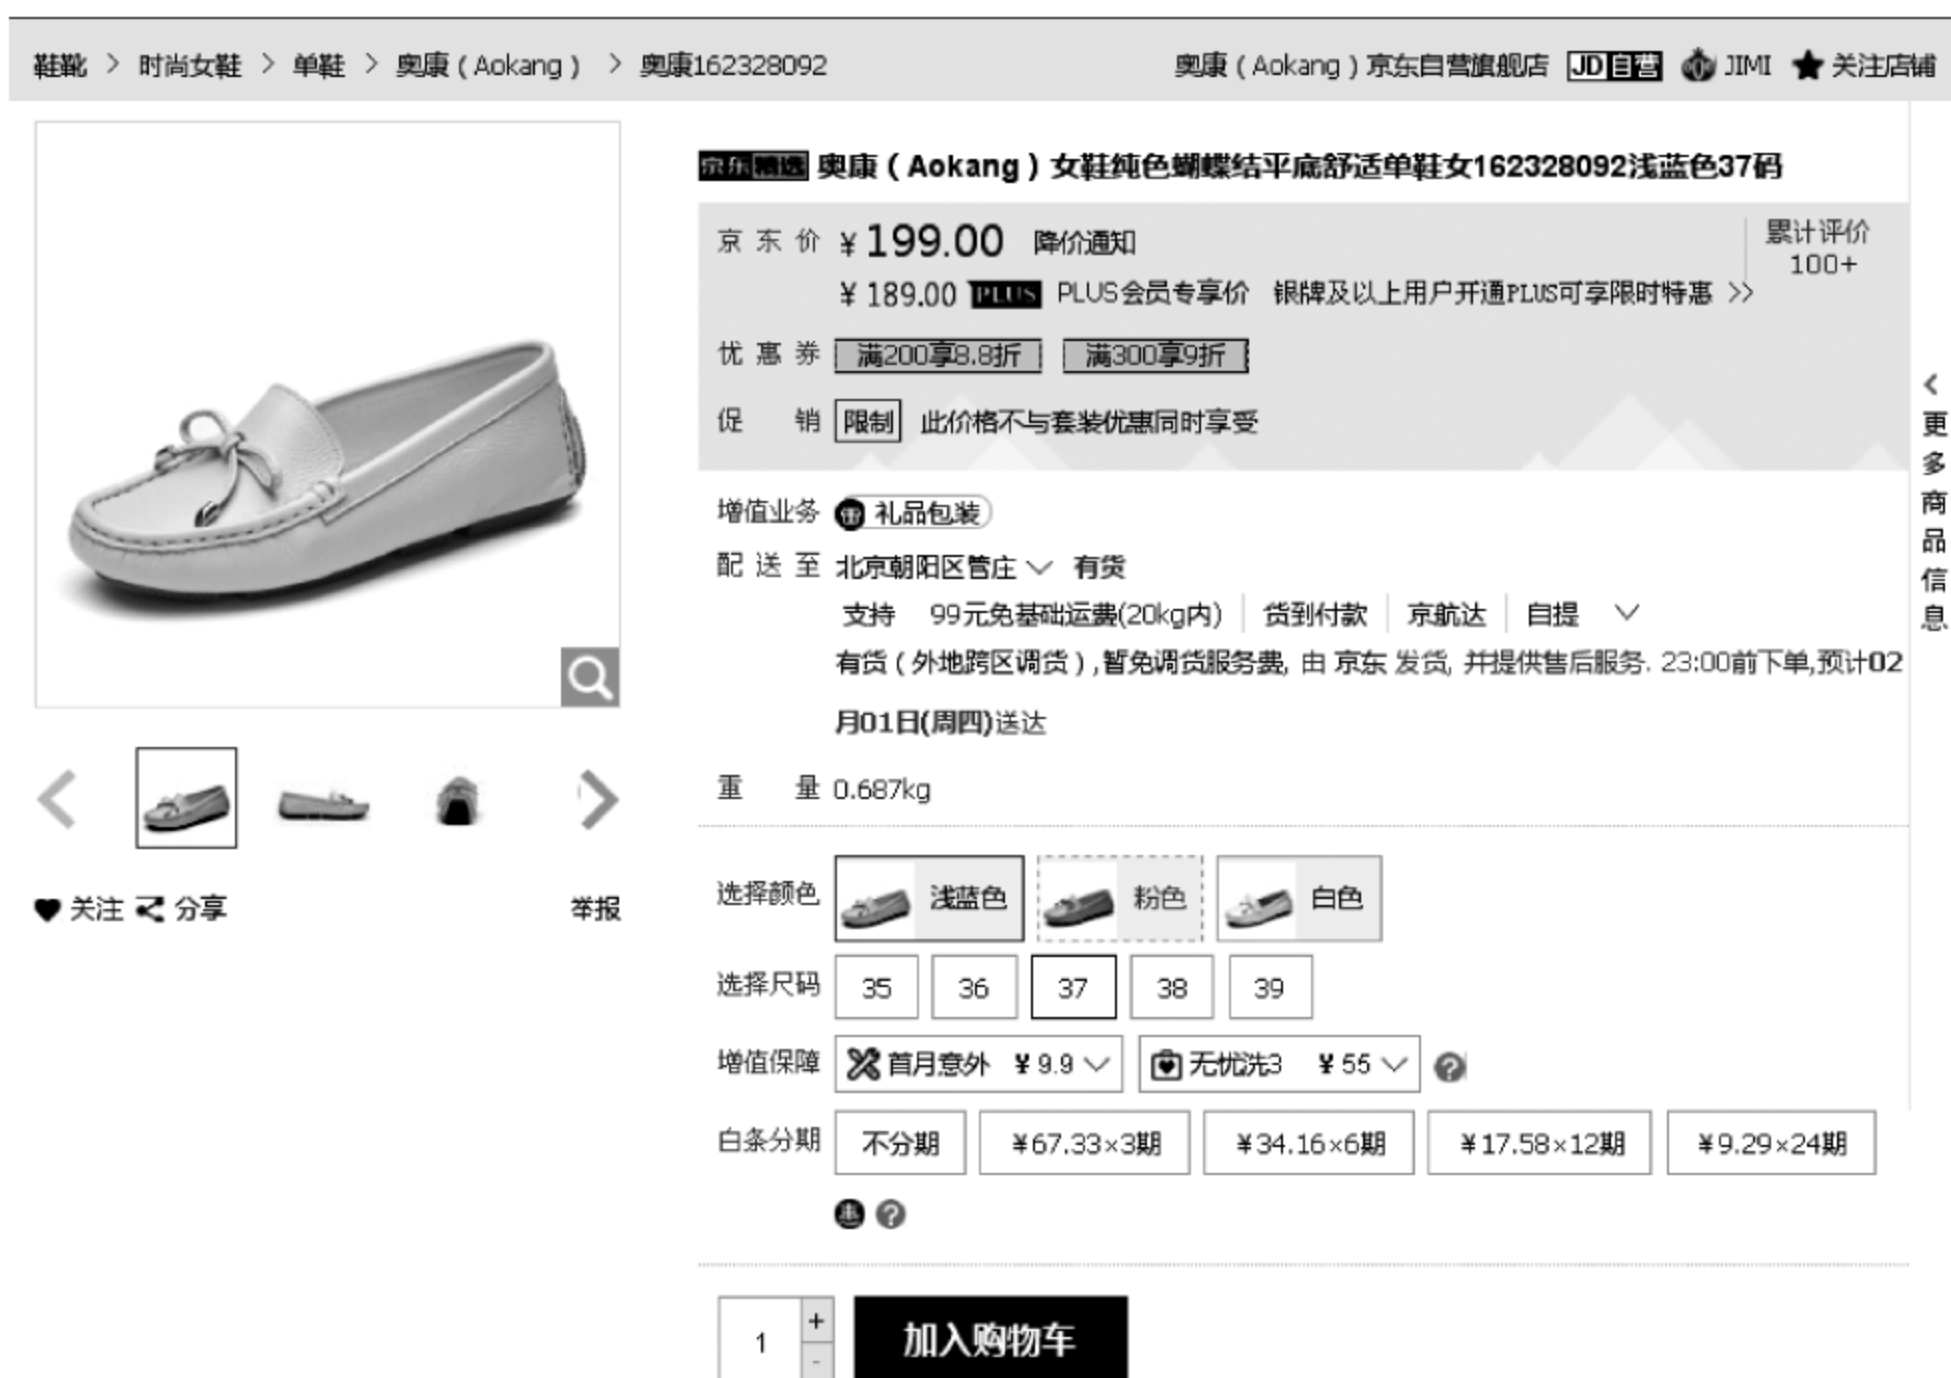 鞋靴 > 时尚女鞋 > 单鞋 > 奥康（Aokang） > 奥康162328092
奥康（Aokang）京东自营旗舰店 JD自营 JIMI 关注店铺
京东精选 奥康（Aokang）女鞋纯色蝴蝶结平底舒适单鞋女162328092浅蓝色37码
京东价 ¥199.00 降价通知
累计评价
100+
¥189.00 PLUS PLUS会员专享价 银牌及以上用户开通PLUS可享限时特惠 >>
优惠券 满200享8.8折 满300享9折
促销 限制 此价格不与套装优惠同时享受
增值业务 礼品包装
配送至 北京朝阳区管庄 有货
支持 99元免基础运费(20kg内) 货到付款 京航达 自提
有货（外地跨区调货）,暂免调货服务费, 由 京东 发货, 并提供售后服务. 23:00前下单,预计02
月01日(周四)送达
重量 0.687kg
选择颜色 浅蓝色 粉色 白色
选择尺码 35 36 37 38 39
增值保障 首月意外 ¥9.9 无忧洗3 ¥55 ?
白条分期 不分期 ¥67.33×3期 ¥34.16×6期 ¥17.58×12期 ¥9.29×24期
?
1 + - 加入购物车
关注 分享 举报
< 更多商品信息